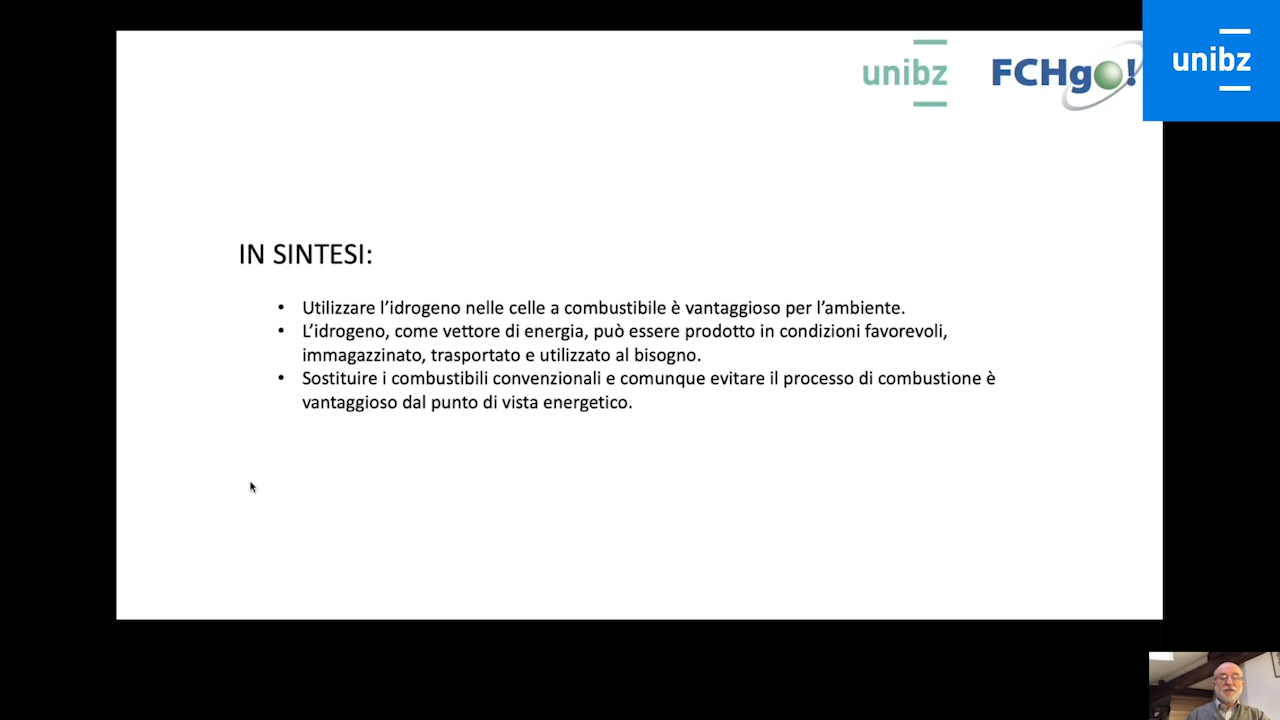 unibz
FCHgo!
unibz
IN SINTESI:
• Utilizzare l’idrogeno nelle celle a combustibile è vantaggioso per l’ambiente.
• L’idrogeno, come vettore di energia, può essere prodotto in condizioni favorevoli,
immagazzinato, trasportato e utilizzato al bisogno.
• Sostituire i combustibili convenzionali e comunque evitare il processo di combustione è
vantaggioso dal punto di vista energetico.